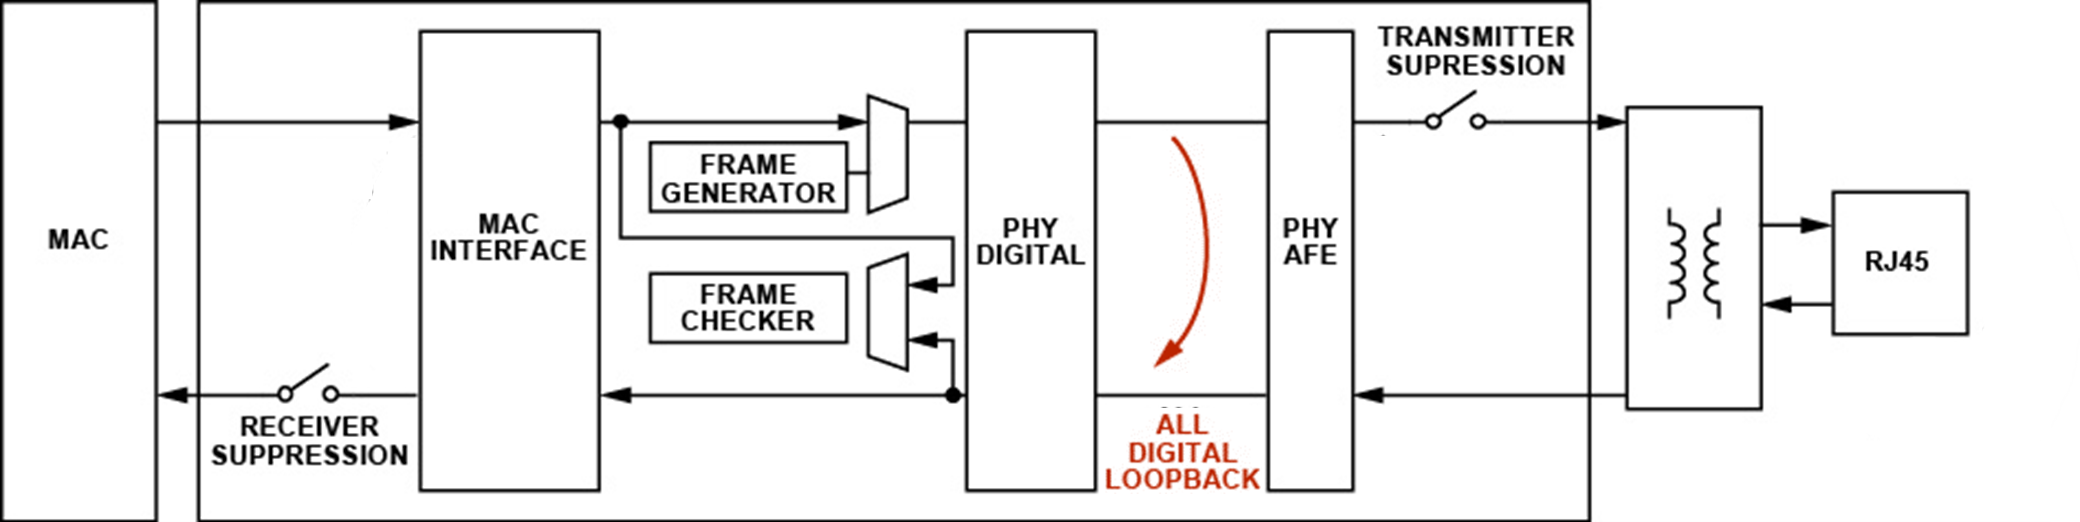 TRANSMITTER
SUPRESSION
FRAME
GENERATOR
MAC
MAC
INTERFACE
PHY
DIGITAL
PHY
AFE
RJ45
FRAME
CHECKER
RECEIVER
SUPPRESSION
ALL
DIGITAL
LOOPBACK